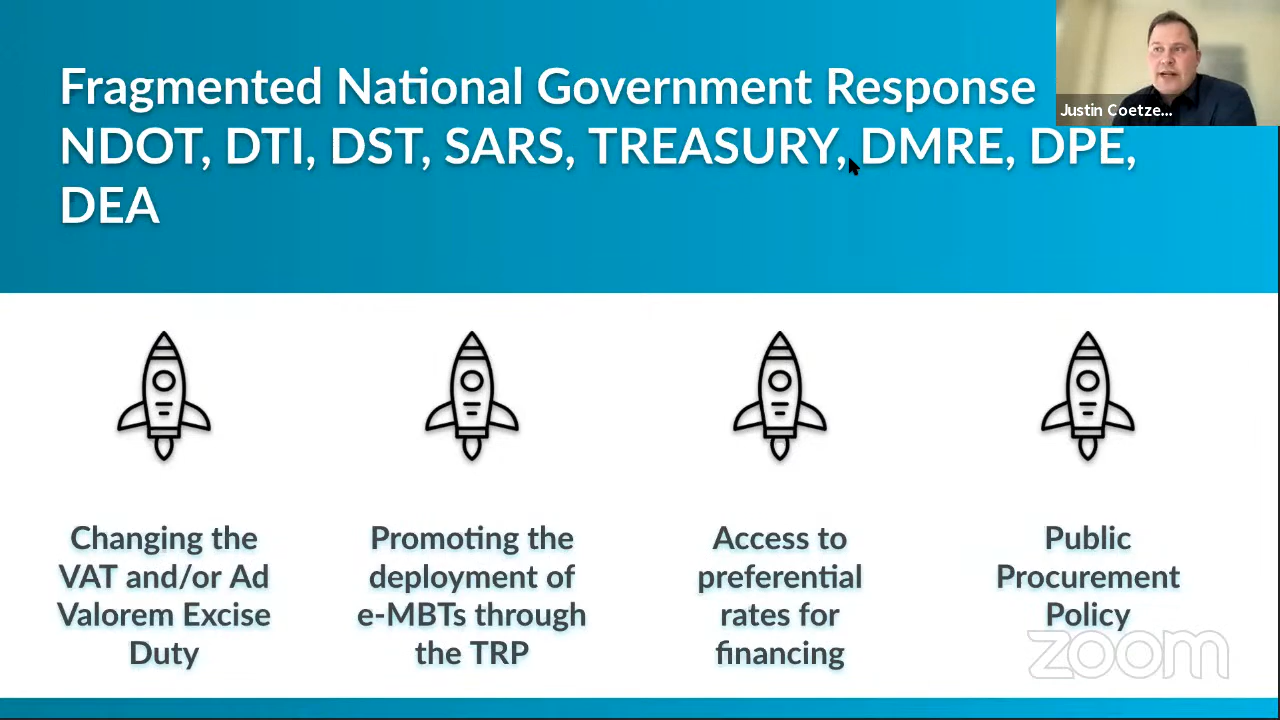 Fragmented National Government Response
NDOT, DTI, DST, SARS, TREASURY, DMRE, DPE,
DEA
Justin Coetze...
Changing the
VAT and/or Ad
Valorem Excise
Duty
Promoting the
deployment of
e-MBTs through
the TRP
Access to
preferential
rates for
financing
Public
Procurement
Policy
zoom